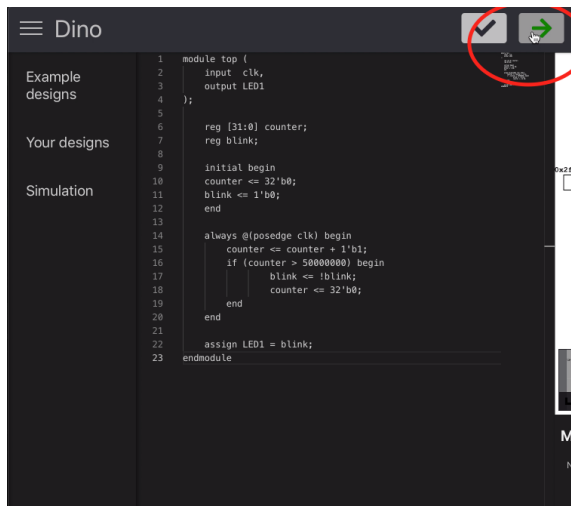 Dino
Example
designs
Your designs
Simulation
1 module top (
2 input clk,
3 output LED1
4 );
5
6 reg [31:0] counter;
7 reg blink;
8
9 initial begin
10 counter <= 32'b0;
11 blink <= 1'b0;
12 end
13
14 always @(posedge clk) begin
15 counter <= counter + 1'b1;
16 if (counter > 50000000) begin
17 blink <= !blink;
18 counter <= 32'b0;
19 end
20 end
21
22 assign LED1 = blink;
23 endmodule
0x2f
M
N